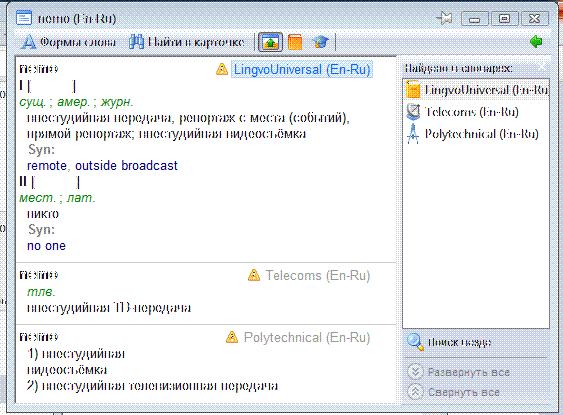 nemo (En-Ru)
Формы слова Найти в карточке
nemo LingvoUniversal (En-Ru)
I [ ]
сущ. ; амер. ; журн.
внестудийная передача, репортаж с места (событий),
прямой репортаж; внестудийная видеосъёмка
Syn:
remote, outside broadcast
II [ ]
мест. ; лат.
никто
Syn:
no one
nemo Telecoms (En-Ru)
тлв.
внестудийная ТВ-передача
nemo Polytechnical (En-Ru)
1) внестудийная
видеосъёмка
2) внестудийная телевизионная передача
Найдено в словарях:
LingvoUniversal (En-Ru
Telecoms (En-Ru)
Polytechnical (En-Ru)
Поиск везде
Развернуть все
Свернуть все